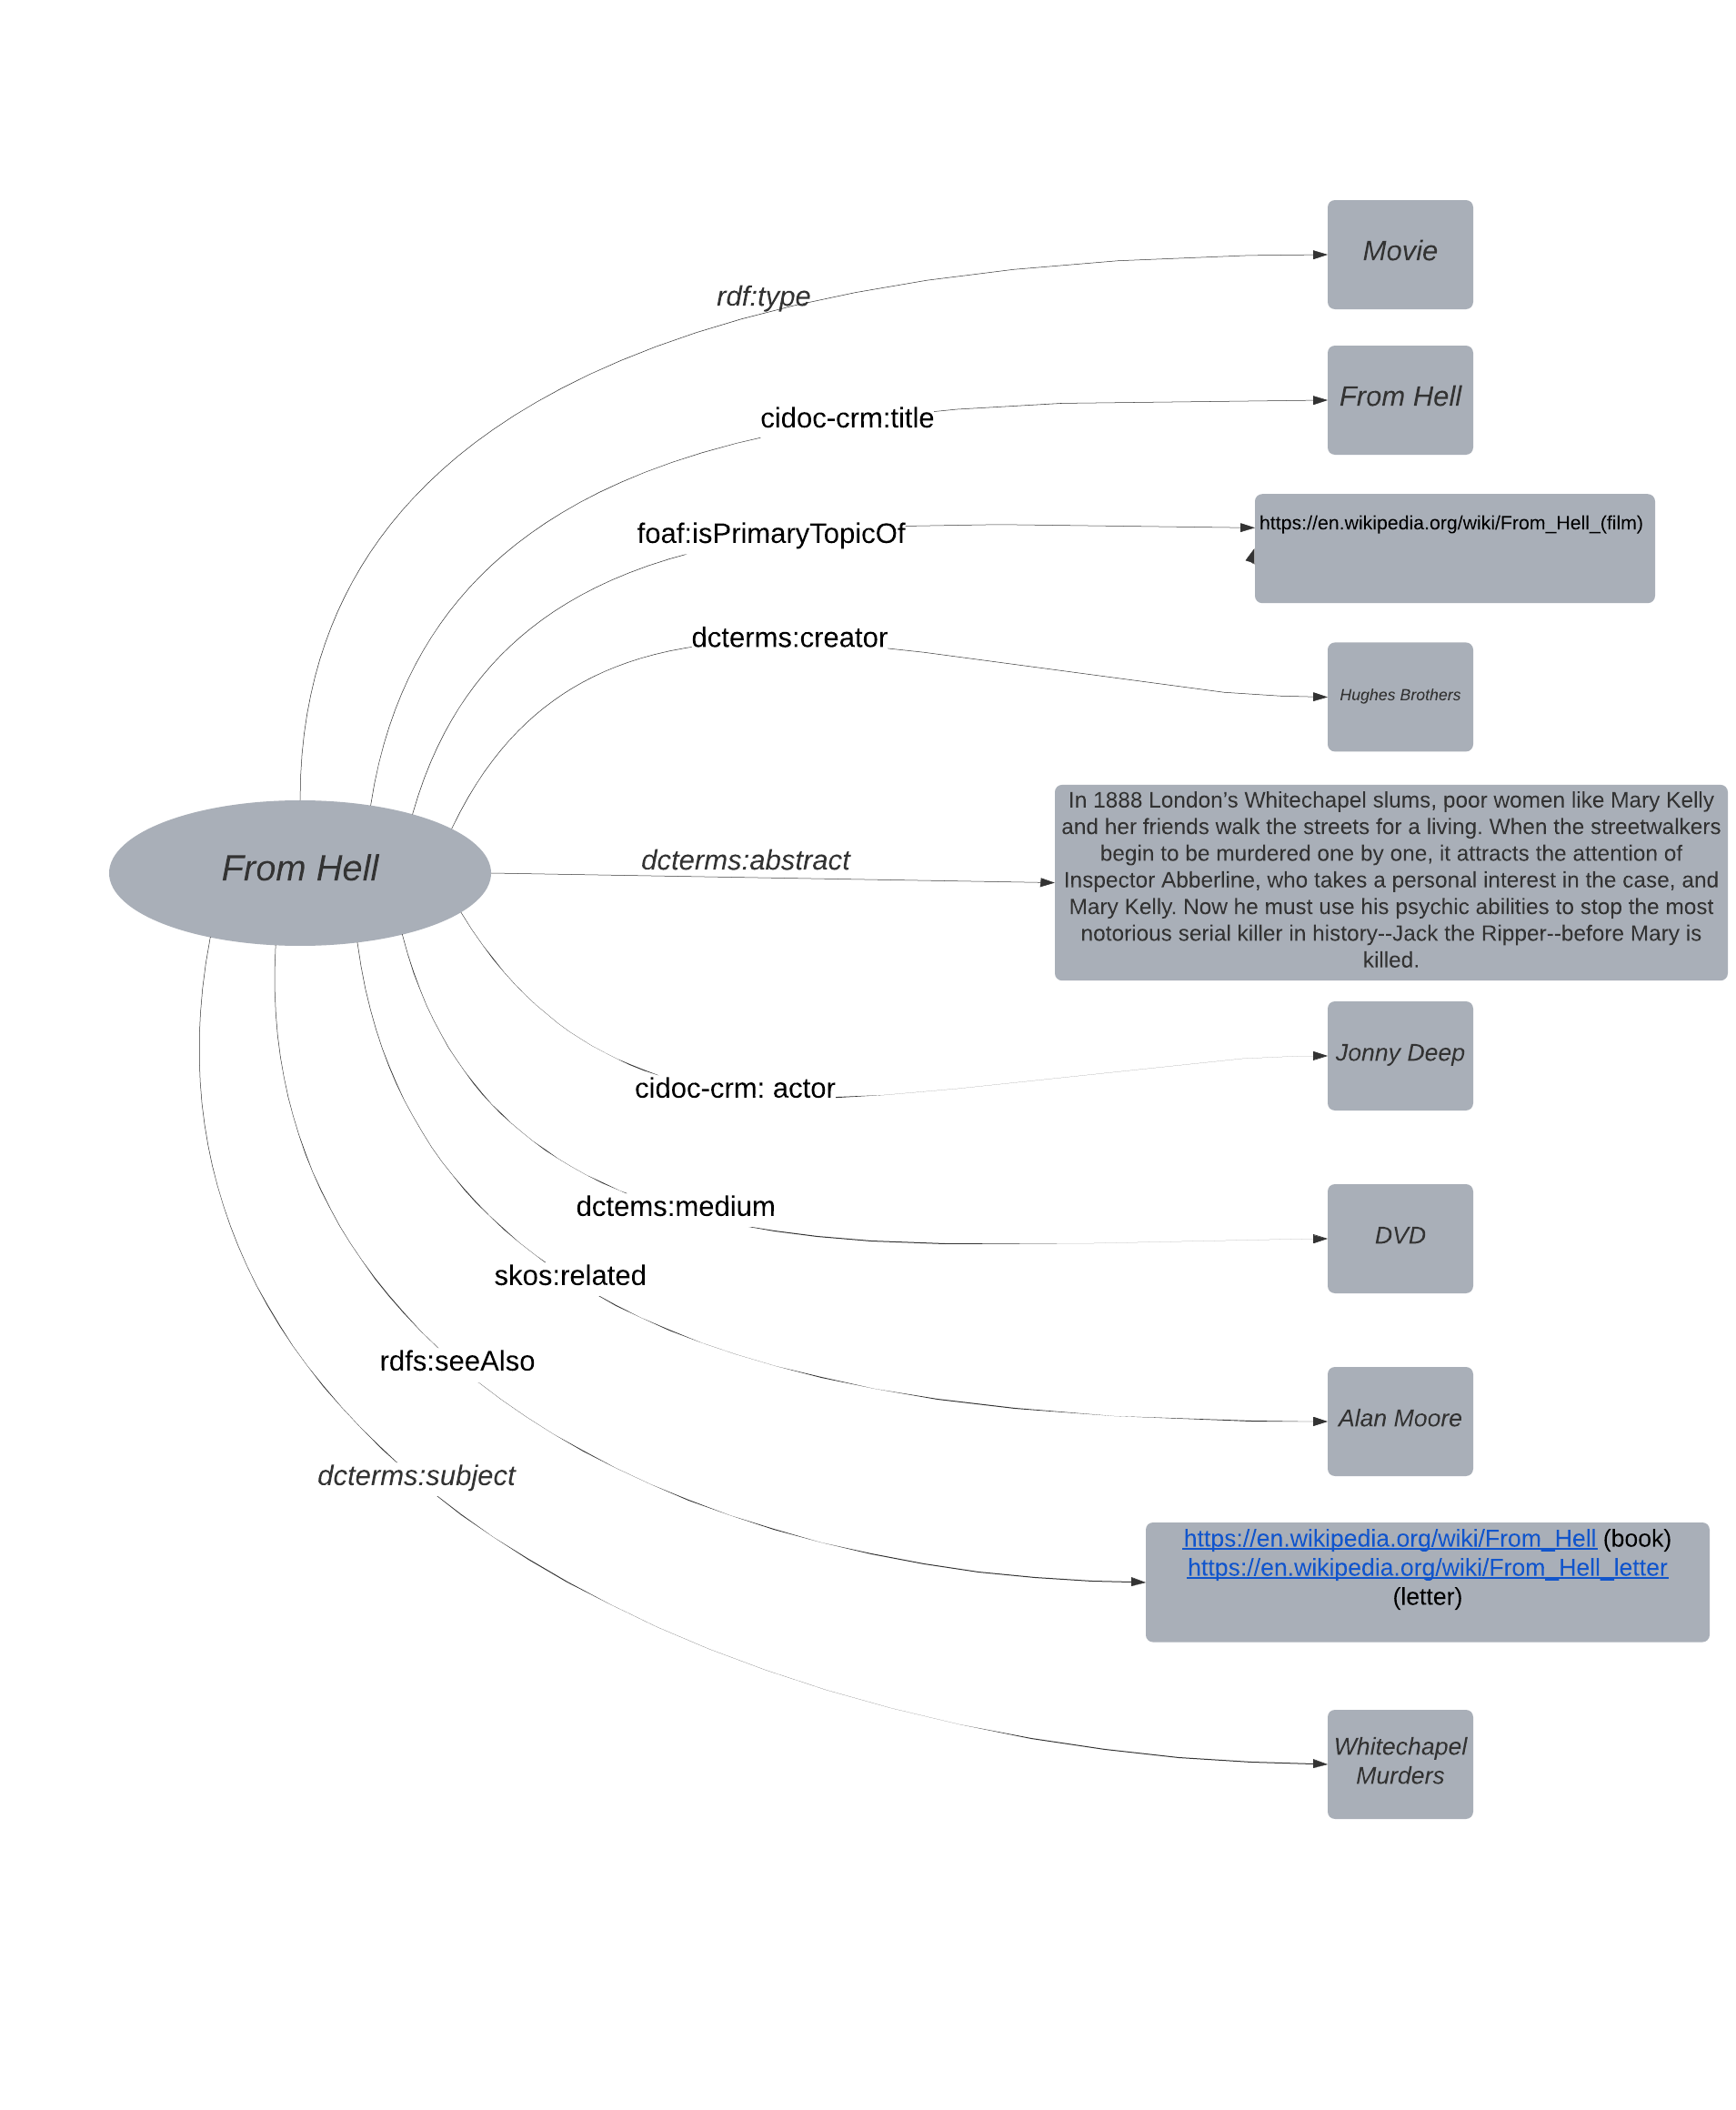 Movie
rdf:type
From Hell
cidoc-crm:title
https://en.wikipedia.org/wiki/From_Hell_(film)
foaf:isPrimaryTopicOf
dcterms:creator
Hughes Brothers
In 1888 London’s Whitechapel slums, poor women like Mary Kelly
and her friends walk the streets for a living. When the streetwalkers
begin to be murdered one by one, it attracts the attention of
Inspector Abberline, who takes a personal interest in the case, and
Mary Kelly. Now he must use his psychic abilities to stop the most
notorious serial killer in history--Jack the Ripper--before Mary is
killed.
From Hell
dcterms:abstract
cidoc-crm: actor
Jonny Deep
dctems:medium
DVD
skos:related
rdfs:seeAlso
Alan Moore
dcterms:subject
https://en.wikipedia.org/wiki/From_Hell (book)
https://en.wikipedia.org/wiki/From_Hell_letter
(letter)
Whitechapel
Murders